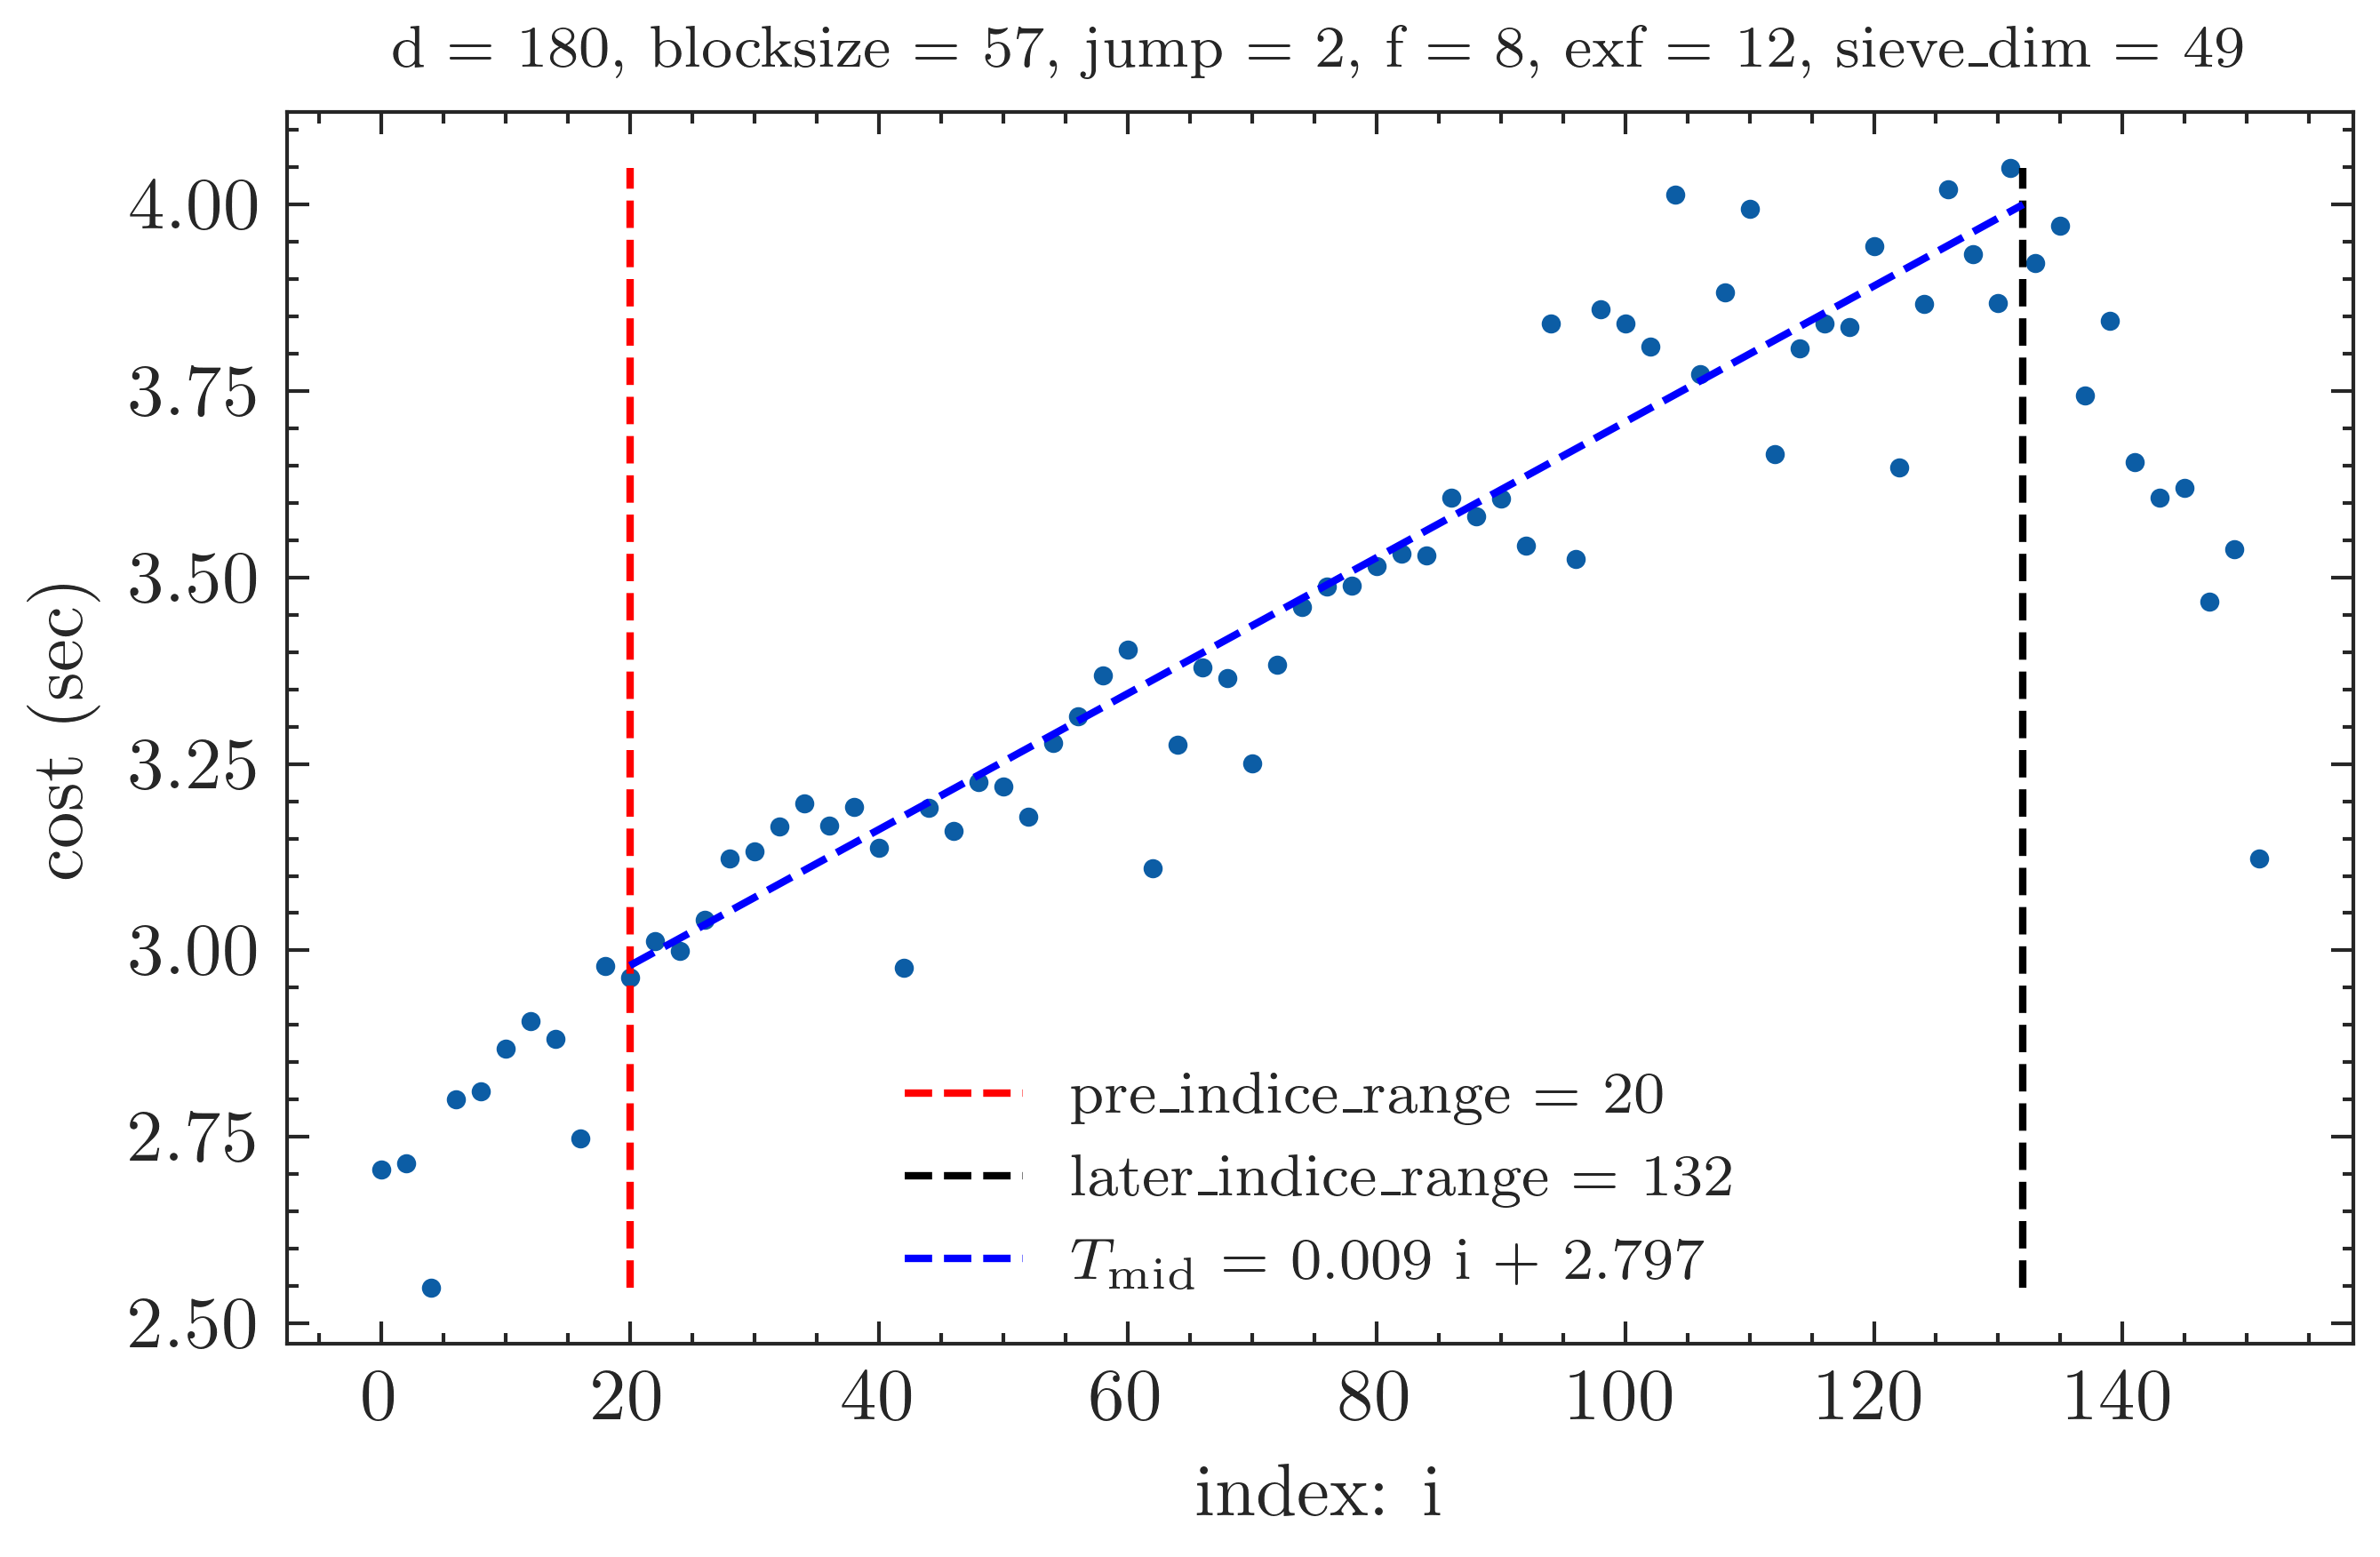 d = 180, blocksize = 57, jump = 2, f = 8, exf = 12, sieve_dim = 49
4.00
3.75
3.50
3.25
3.00
2.75
2.50
cost (sec)
pre_indice_range = 20
later_indice_range = 132
T_mid = 0.009 i + 2.797
0 20 40 60 80 100 120 140
index: i